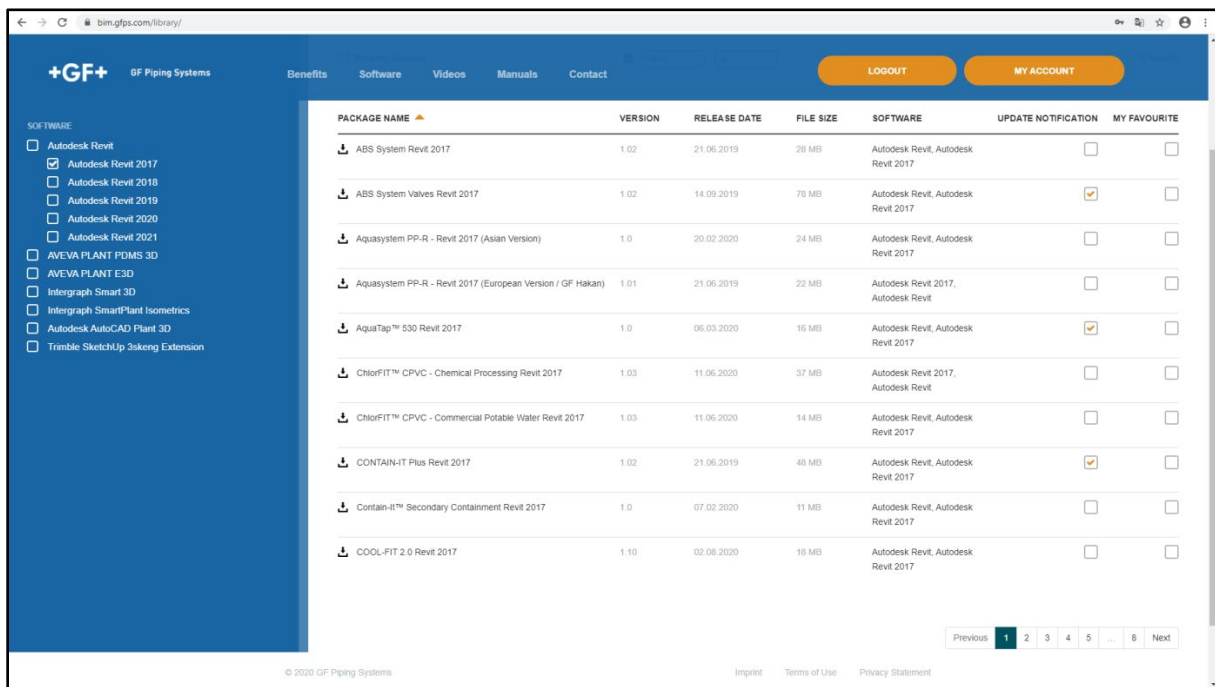 bim.gfps.com/library/
+GF+ GF Piping Systems Benefits Software Videos Manuals Contact LOGOUT MY ACCOUNT
SOFTWARE
Autodesk Revit
Autodesk Revit 2017
Autodesk Revit 2018
Autodesk Revit 2019
Autodesk Revit 2020
Autodesk Revit 2021
AVEVA PLANT PDMS 3D
AVEVA PLANT E3D
Intergraph Smart 3D
Intergraph SmartPlant Isometrics
Autodesk AutoCAD Plant 3D
Trimble SketchUp 3skeng Extension
PACKAGE NAME VERSION RELEASE DATE FILE SIZE SOFTWARE UPDATE NOTIFICATION MY FAVOURITE
ABS System Revit 2017 1.02 21.06.2019 28 MB Autodesk Revit, Autodesk
Revit 2017
ABS System Valves Revit 2017 1.02 14.09.2019 78 MB Autodesk Revit, Autodesk
Revit 2017
Aquasystem PP-R - Revit 2017 (Asian Version) 1.0 20.02.2020 24 MB Autodesk Revit, Autodesk
Revit 2017
Aquasystem PP-R - Revit 2017 (European Version / GF Hakan) 1.01 21.06.2019 22 MB Autodesk Revit 2017,
Autodesk Revit
AquaTap™ 530 Revit 2017 1.0 06.03.2020 16 MB Autodesk Revit, Autodesk
Revit 2017
ChlorFIT™ CPVC - Chemical Processing Revit 2017 1.03 11.06.2020 37 MB Autodesk Revit 2017,
Autodesk Revit
ChlorFIT™ CPVC - Commercial Potable Water Revit 2017 1.03 11.06.2020 14 MB Autodesk Revit, Autodesk
Revit 2017
CONTAIN-IT Plus Revit 2017 1.02 21.06.2019 48 MB Autodesk Revit, Autodesk
Revit 2017
Contain-It™ Secondary Containment Revit 2017 1.0 07.02.2020 11 MB Autodesk Revit, Autodesk
Revit 2017
COOL-FIT 2.0 Revit 2017 1.10 02.08.2020 18 MB Autodesk Revit, Autodesk
Revit 2017
Previous 1 2 3 4 5 ... 8 Next
© 2020 GF Piping Systems Imprint Terms of Use Privacy Statement